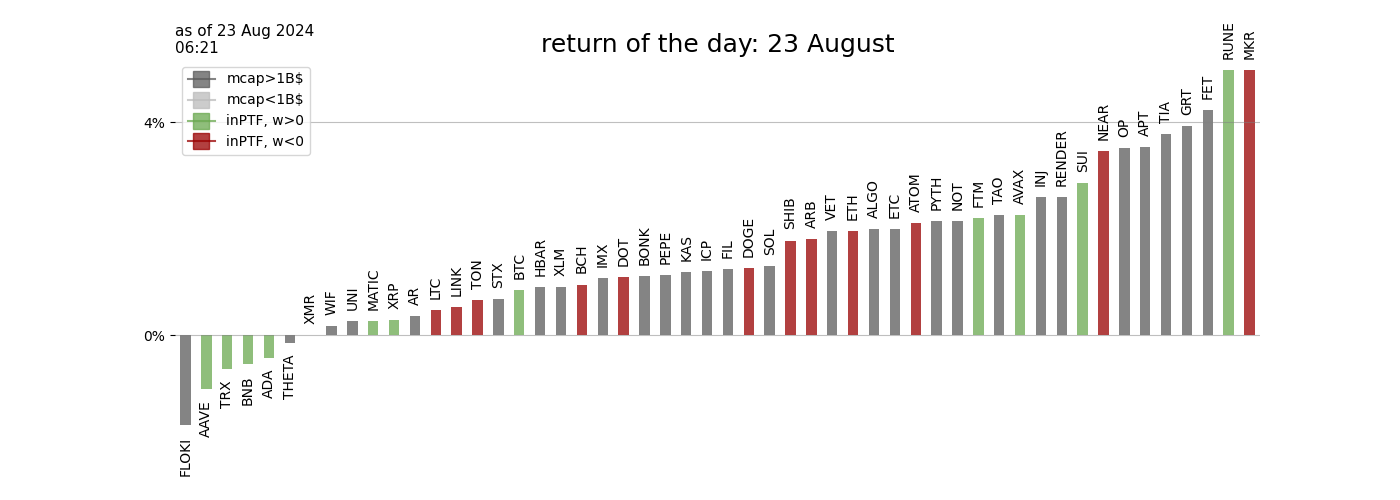 as of 23 Aug 2024
06:21
return of the day: 23 August
mcap>1B$
mcap<1B$
inPTF, w>0
inPTF, w<0
4%
0%
FLOKI
AAVE
TRX
BNB
ADA
THETA
XMR
WIF
UNI
MATIC
XRP
AR
LTC
LINK
TON
STX
BTC
HBAR
XLM
BCH
IMX
DOT
BONK
PEPE
KAS
ICP
FIL
DOGE
SOL
SHIB
ARB
VET
ETH
ALGO
ETC
ATOM
PYTH
NOT
FTM
TAO
AVAX
INJ
RENDER
SUI
NEAR
OP
APT
TIA
GRT
FET
RUNE
MKR